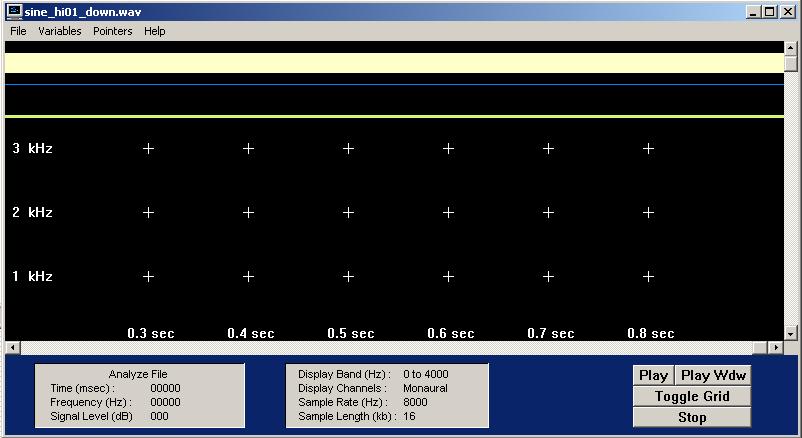 sine_hi01_down.wav
File Variables Pointers Help
3 kHz
2 kHz
1 kHz
0.3 sec 0.4 sec 0.5 sec 0.6 sec 0.7 sec 0.8 sec
Analyze File
Time (msec) : 00000
Frequency (Hz) : 00000
Signal Level (dB) 000
Display Band (Hz) : 0 to 4000
Display Channels : Monaural
Sample Rate (Hz) : 8000
Sample Length (kb) : 16
Play Play Wdw
Toggle Grid
Stop